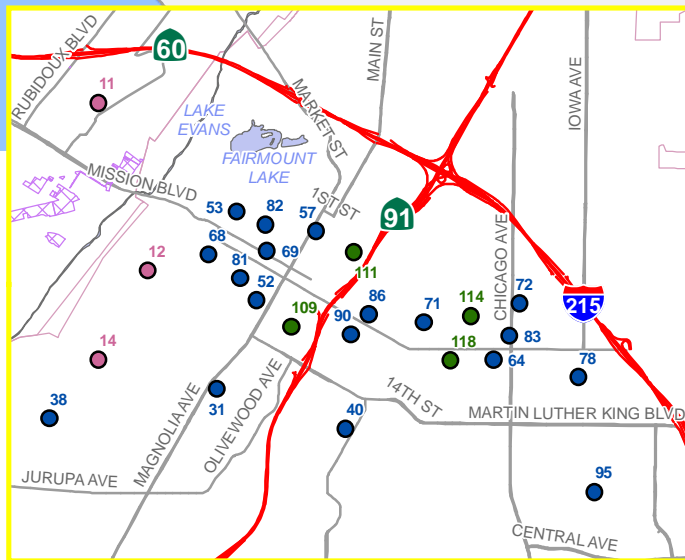 RUBIDOUX BLVD
60
MAIN ST
IOWA AVE
11
LAKE
EVANS
MARKET ST
FAIRMOUNT
LAKE
MISSION BLVD
1ST ST
53
82
57
91
68
69
111
CHICAGO AVE
12
81
52
109
86
90
71
114
72
215
83
118
64
78
14
38
31
MAGNOLIA AVE
OLIVEWOOD AVE
40
14TH ST
MARTIN LUTHER KING BLVD
JURUPA AVE
95
CENTRAL AVE